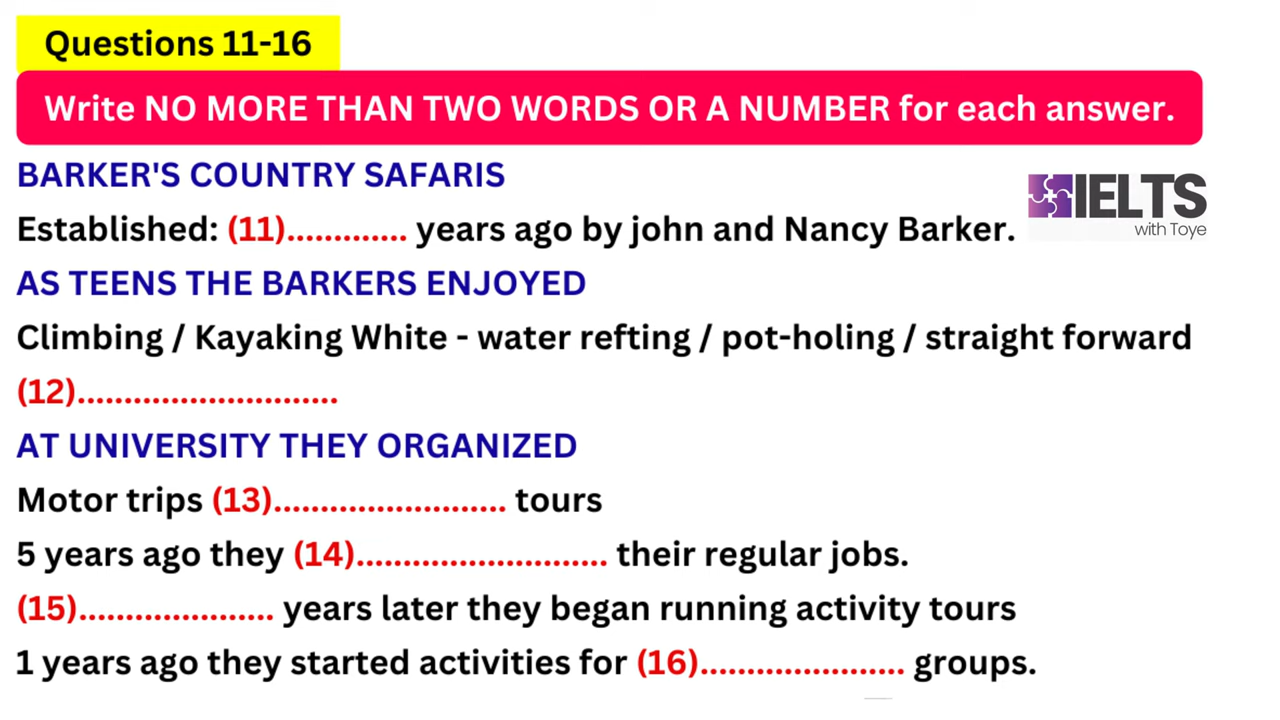 Questions 11-16
Write NO MORE THAN TWO WORDS OR A NUMBER for each answer.
BARKER'S COUNTRY SAFARIS
IELTS
with Toye
Established: (11)............. years ago by john and Nancy Barker.
AS TEENS THE BARKERS ENJOYED
Climbing / Kayaking White - water refting / pot-holing / straight forward
(12)............................
AT UNIVERSITY THEY ORGANIZED
Motor trips (13)......................... tours
5 years ago they (14)........................... their regular jobs.
(15)..................... years later they began running activity tours
1 years ago they started activities for (16)...................... groups.